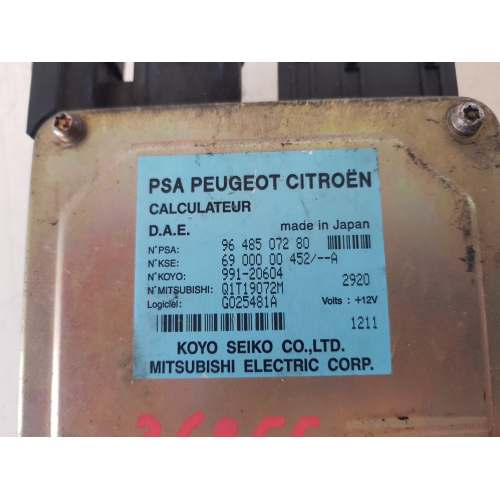 PSA PEUGEOT CITROËN
CALCULATEUR
D.A.E. made in Japan
N°PSA: 96 485 072 80
N°KSE: 69 000 00 452/--A
N°KOYO: 991-20604 2920
N°MITSUBISHI: Q1T19072M
Logiciel: G025481A Volts : +12V
1211
KOYO SEIKO CO.,LTD.
MITSUBISHI ELECTRIC CORP.